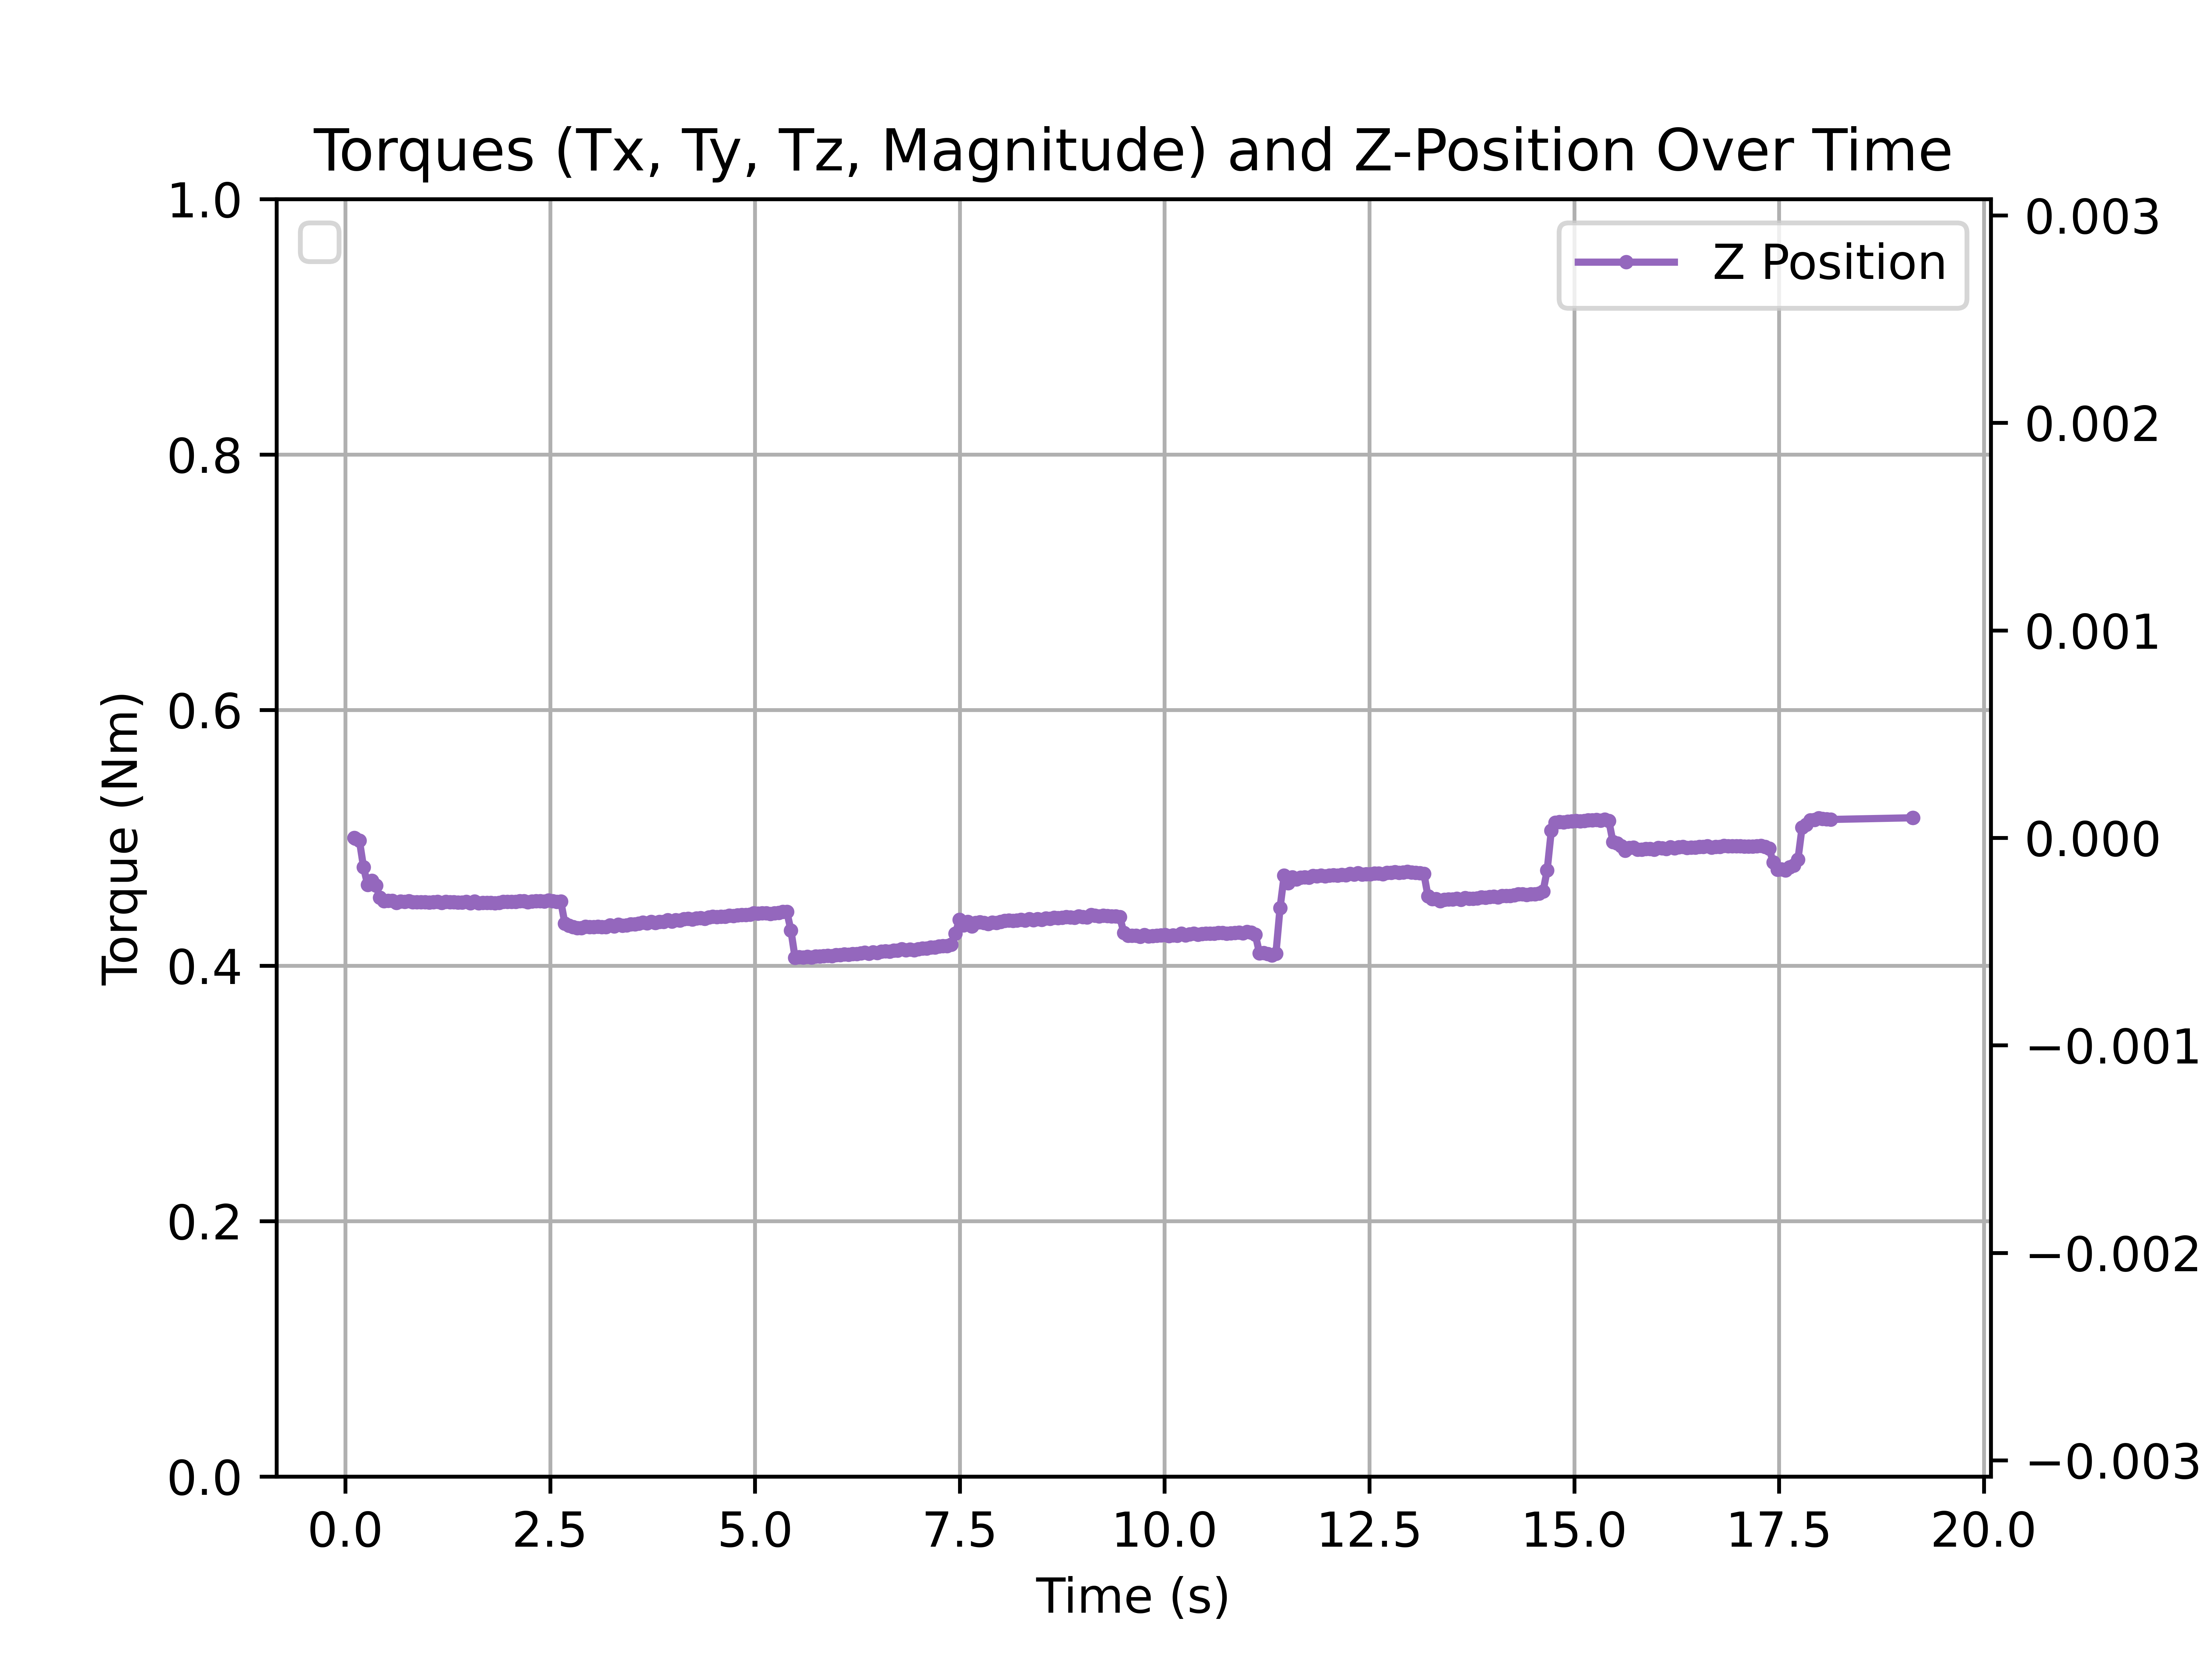 Torques (Tx, Ty, Tz, Magnitude) and Z-Position Over Time
Z Position
Torque (Nm)
1.0
0.8
0.6
0.4
0.2
0.0
0.003
0.002
0.001
0.000
−0.001
−0.002
−0.003
0.0 2.5 5.0 7.5 10.0 12.5 15.0 17.5 20.0
Time (s)